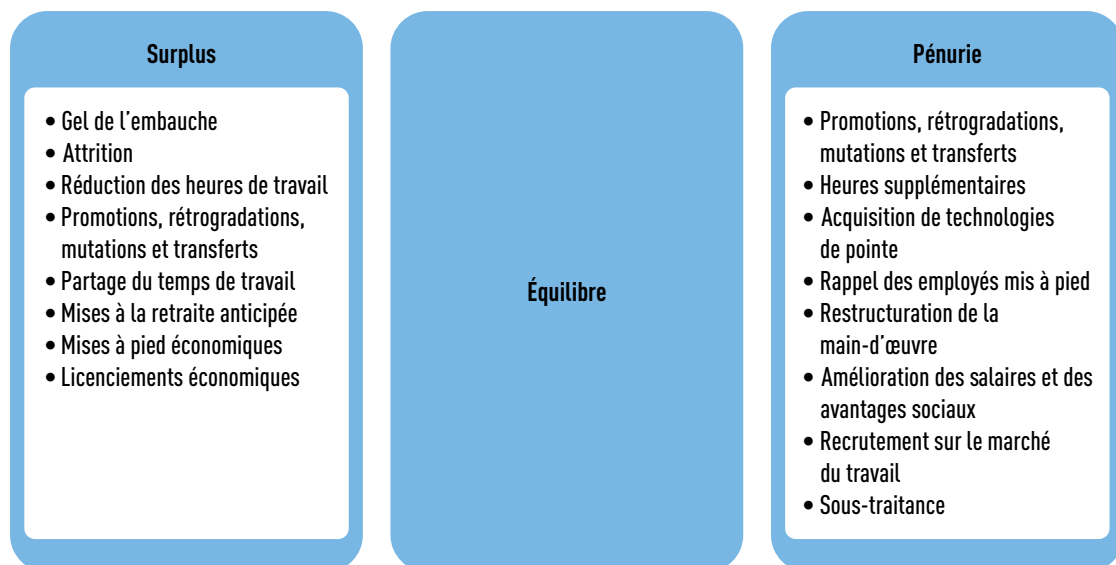 Surplus
• Gel de l'embauche
• Attrition
• Réduction des heures de travail
• Promotions, rétrogradations,
mutations et transferts
• Partage du temps de travail
• Mises à la retraite anticipée
• Mises à pied économiques
• Licenciements économiques
Équilibre
Pénurie
• Promotions, rétrogradations,
mutations et transferts
• Heures supplémentaires
• Acquisition de technologies
de pointe
• Rappel des employés mis à pied
• Restructuration de la
main-d'œuvre
• Amélioration des salaires et des
avantages sociaux
• Recrutement sur le marché
du travail
• Sous-traitance